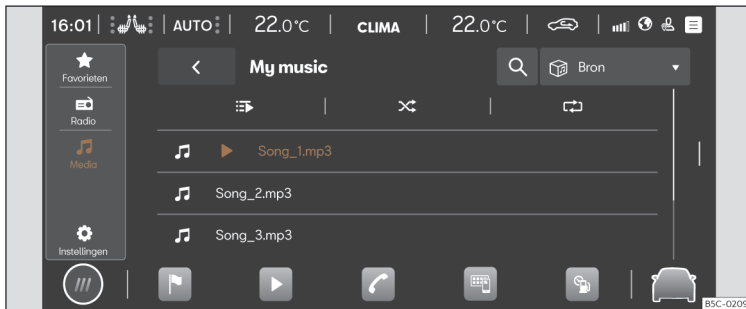 16:01 AUTO 22.0°C CLIMA 22.0°C
Favorieten
My music
Bron
Radio
Media
Song_1.mp3
Song_2.mp3
Song_3.mp3
Instellingen
B5C-0209